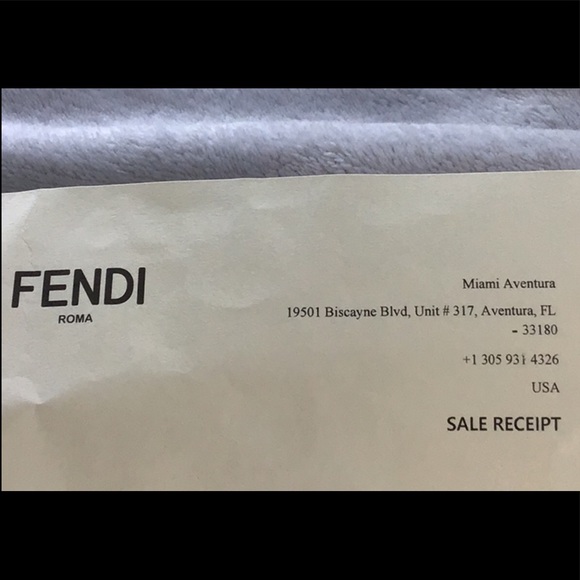 FENDI
ROMA
Miami Aventura
19501 Biscayne Blvd, Unit # 317, Aventura, FL
- 33180
+1 305 931 4326
USA
SALE RECEIPT